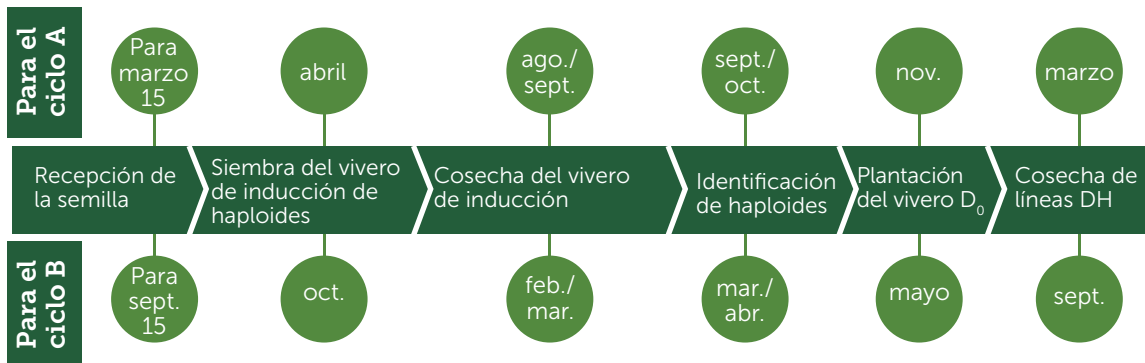 Para el
ciclo A
Para
marzo
15
abril
ago./
sept.
sept./
oct.
nov.
marzo
Recepción de
la semilla
Siembra del vivero
de inducción de
haploides
Cosecha del vivero
de inducción
Identificación
de haploides
Plantación
del vivero D₀
Cosecha de
líneas DH
Para el
ciclo B
Para
sept.
15
oct.
feb./
mar.
mar./
abr.
mayo
sept.